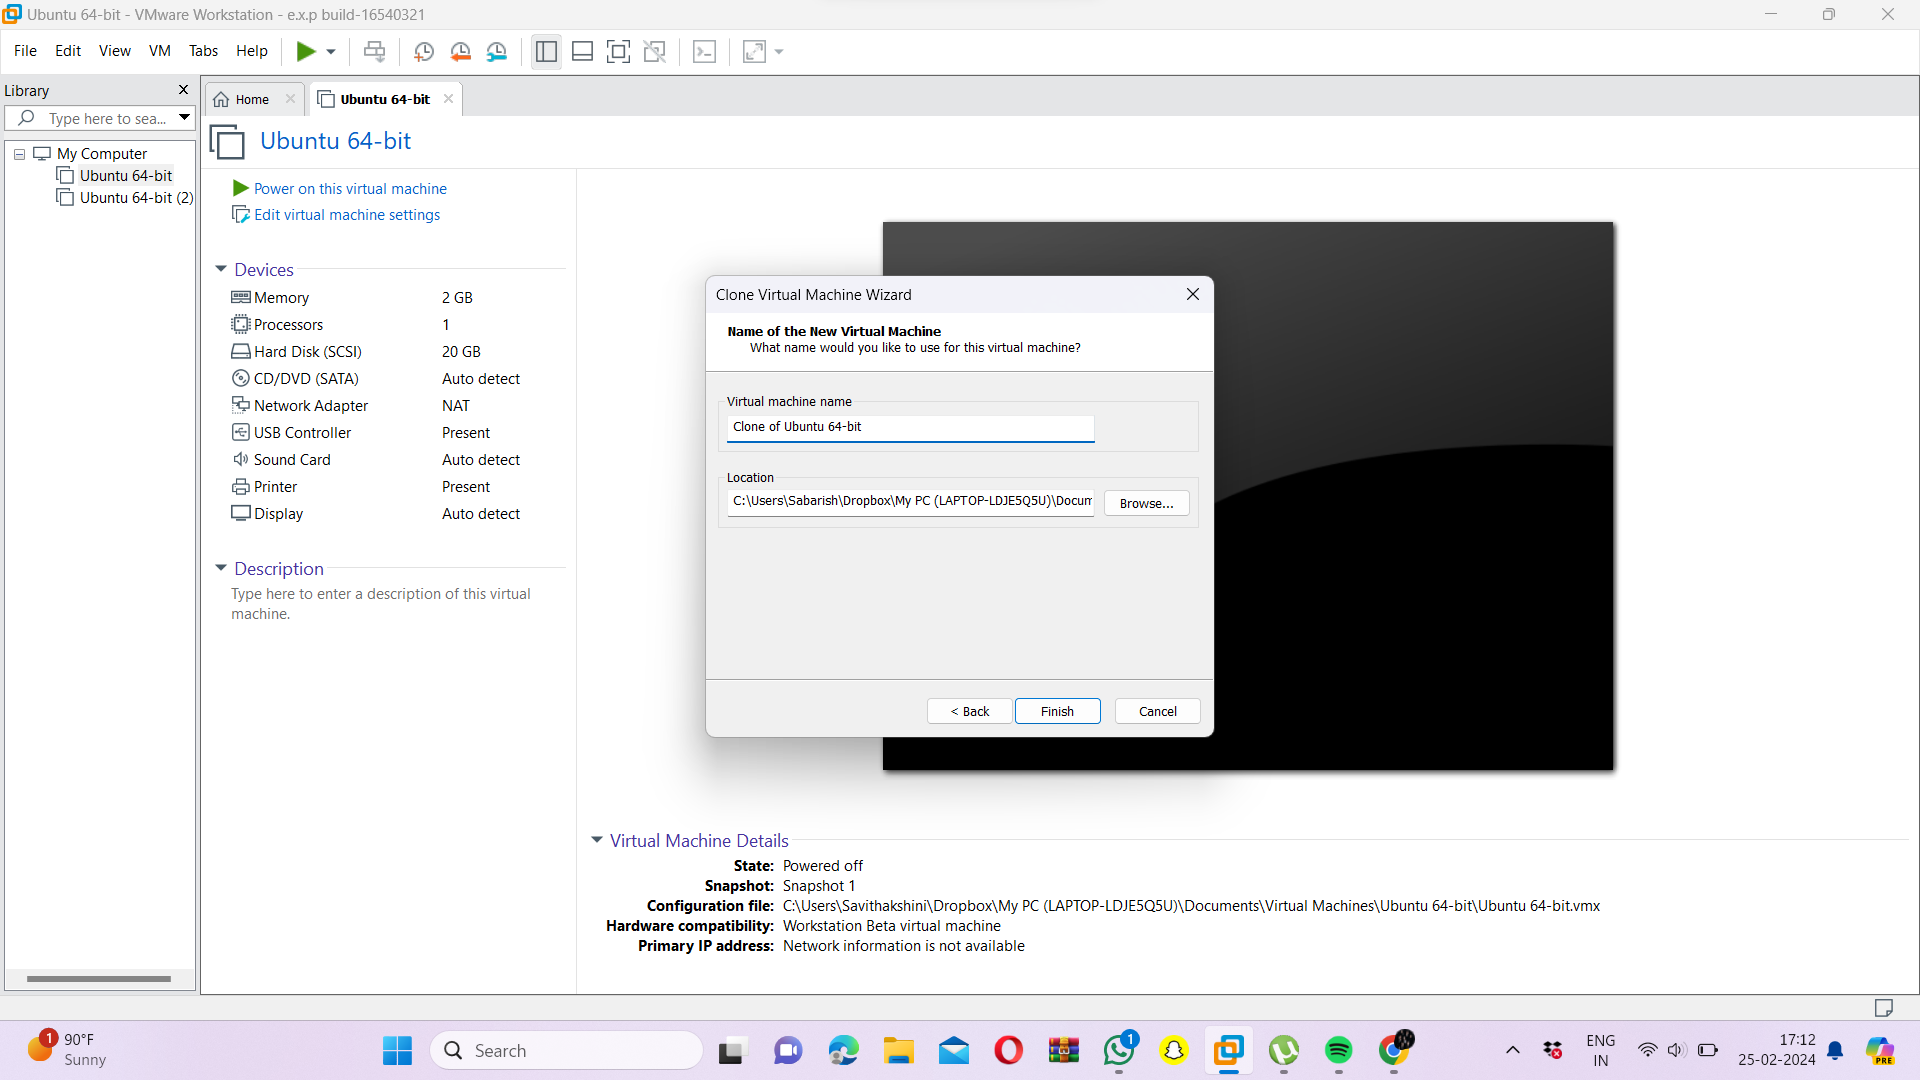 Ubuntu 64-bit - VMware Workstation - e.x.p build-16540321
File Edit View VM Tabs Help
Library
Type here to sea...
My Computer
Ubuntu 64-bit
Ubuntu 64-bit (2)
Home
Ubuntu 64-bit
Ubuntu 64-bit
Power on this virtual machine
Edit virtual machine settings
Devices
Memory 2 GB
Processors 1
Hard Disk (SCSI) 20 GB
CD/DVD (SATA) Auto detect
Network Adapter NAT
USB Controller Present
Sound Card Auto detect
Printer Present
Display Auto detect
Description
Type here to enter a description of this virtual
machine.
Clone Virtual Machine Wizard
Name of the New Virtual Machine
What name would you like to use for this virtual machine?
Virtual machine name
Clone of Ubuntu 64-bit
Location
C:\Users\Sabarish\Dropbox\My PC (LAPTOP-LDJE5Q5U)\Docum
Browse...
< Back
Finish
Cancel
Virtual Machine Details
State: Powered off
Snapshot: Snapshot 1
Configuration file: C:\Users\Savithakshini\Dropbox\My PC (LAPTOP-LDJE5Q5U)\Documents\Virtual Machines\Ubuntu 64-bit\Ubuntu 64-bit.vmx
Hardware compatibility: Workstation Beta virtual machine
Primary IP address: Network information is not available
1
90°F
Sunny
Search
1
ENG
IN
17:12
25-02-2024
PRE